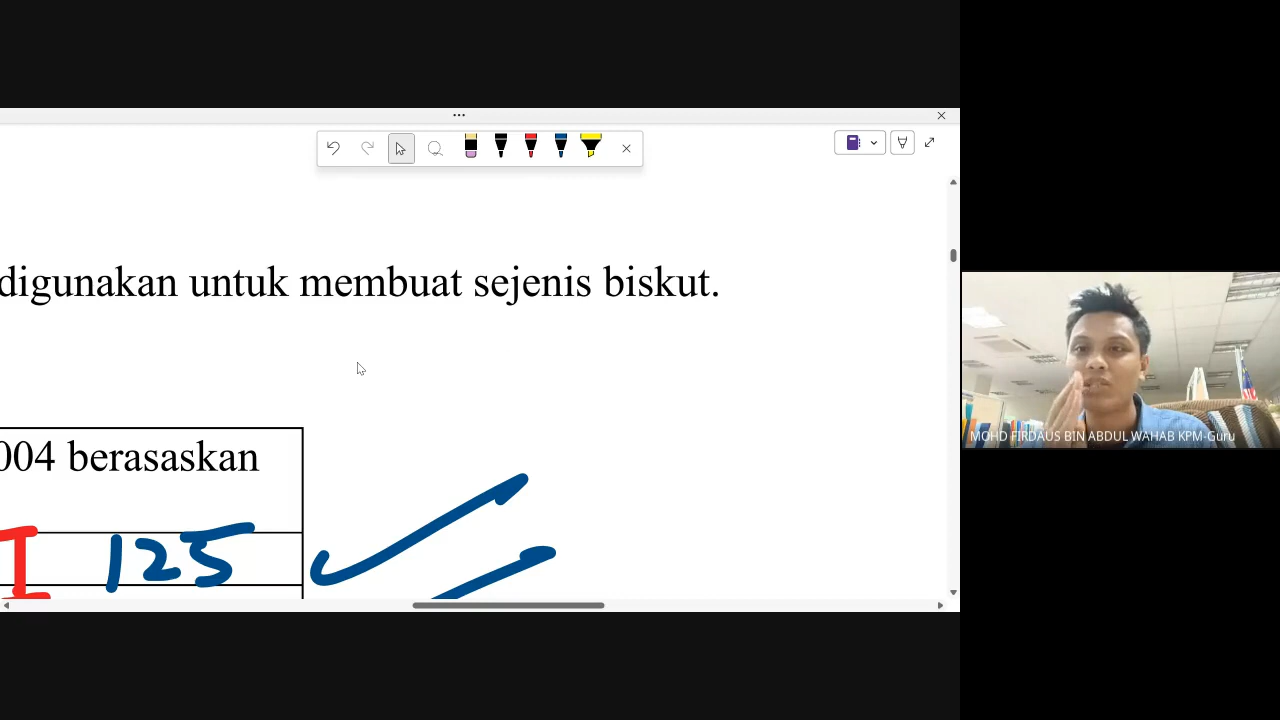 digunakan untuk membuat sejenis biskut.
004 berasaskan
I 125
MOHD FIRDAUS BIN ABDUL WAHAB KPM-Guru